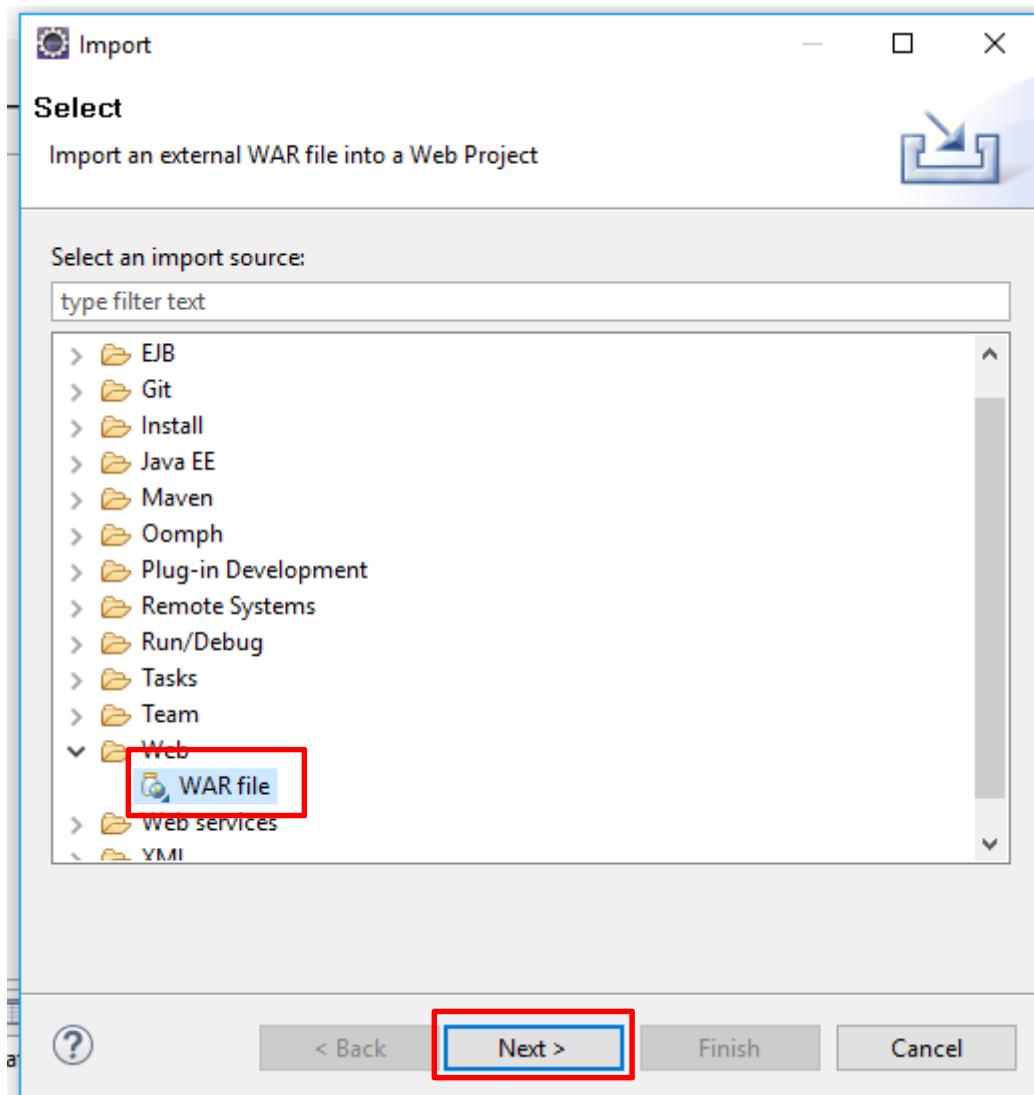 Import
Select
Import an external WAR file into a Web Project
Select an import source:
type filter text
EJB
Git
Install
Java EE
Maven
Oomph
Plug-in Development
Remote Systems
Run/Debug
Tasks
Team
Web
WAR file
Web services
XML
?
< Back Next > Finish Cancel